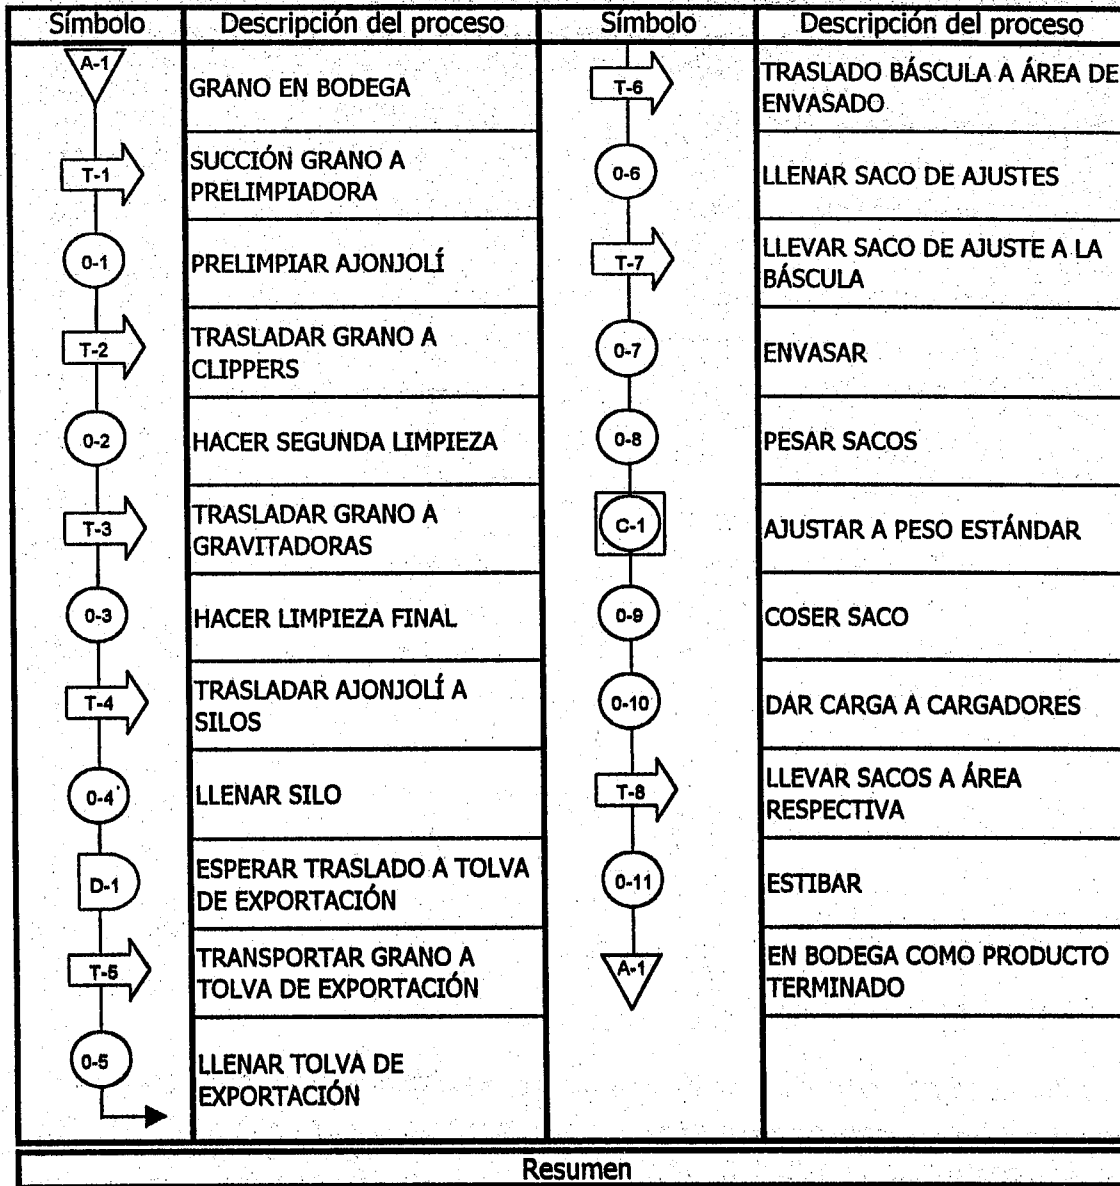 Símbolo
Descripción del proceso
Símbolo
Descripción del proceso
A-1
GRANO EN BODEGA
T-1
SUCCIÓN GRANO A
PRELIMPIADORA
0-1
PRELIMPIAR AJONJOLÍ
T-2
TRASLADAR GRANO A
CLIPPERS
0-2
HACER SEGUNDA LIMPIEZA
T-3
TRASLADAR GRANO A
GRAVITADORAS
0-3
HACER LIMPIEZA FINAL
T-4
TRASLADAR AJONJOLÍ A
SILOS
0-4
LLENAR SILO
D-1
ESPERAR TRASLADO A TOLVA
DE EXPORTACIÓN
T-5
TRANSPORTAR GRANO A
TOLVA DE EXPORTACIÓN
0-5
LLENAR TOLVA DE
EXPORTACIÓN
T-6
TRASLADO BÁSCULA A ÁREA DE
ENVASADO
0-6
LLENAR SACO DE AJUSTES
T-7
LLEVAR SACO DE AJUSTE A LA
BÁSCULA
0-7
ENVASAR
0-8
PESAR SACOS
C-1
AJUSTAR A PESO ESTÁNDAR
0-9
COSER SACO
0-10
DAR CARGA A CARGADORES
T-8
LLEVAR SACOS A ÁREA
RESPECTIVA
0-11
ESTIBAR
A-1
EN BODEGA COMO PRODUCTO
TERMINADO
Resumen